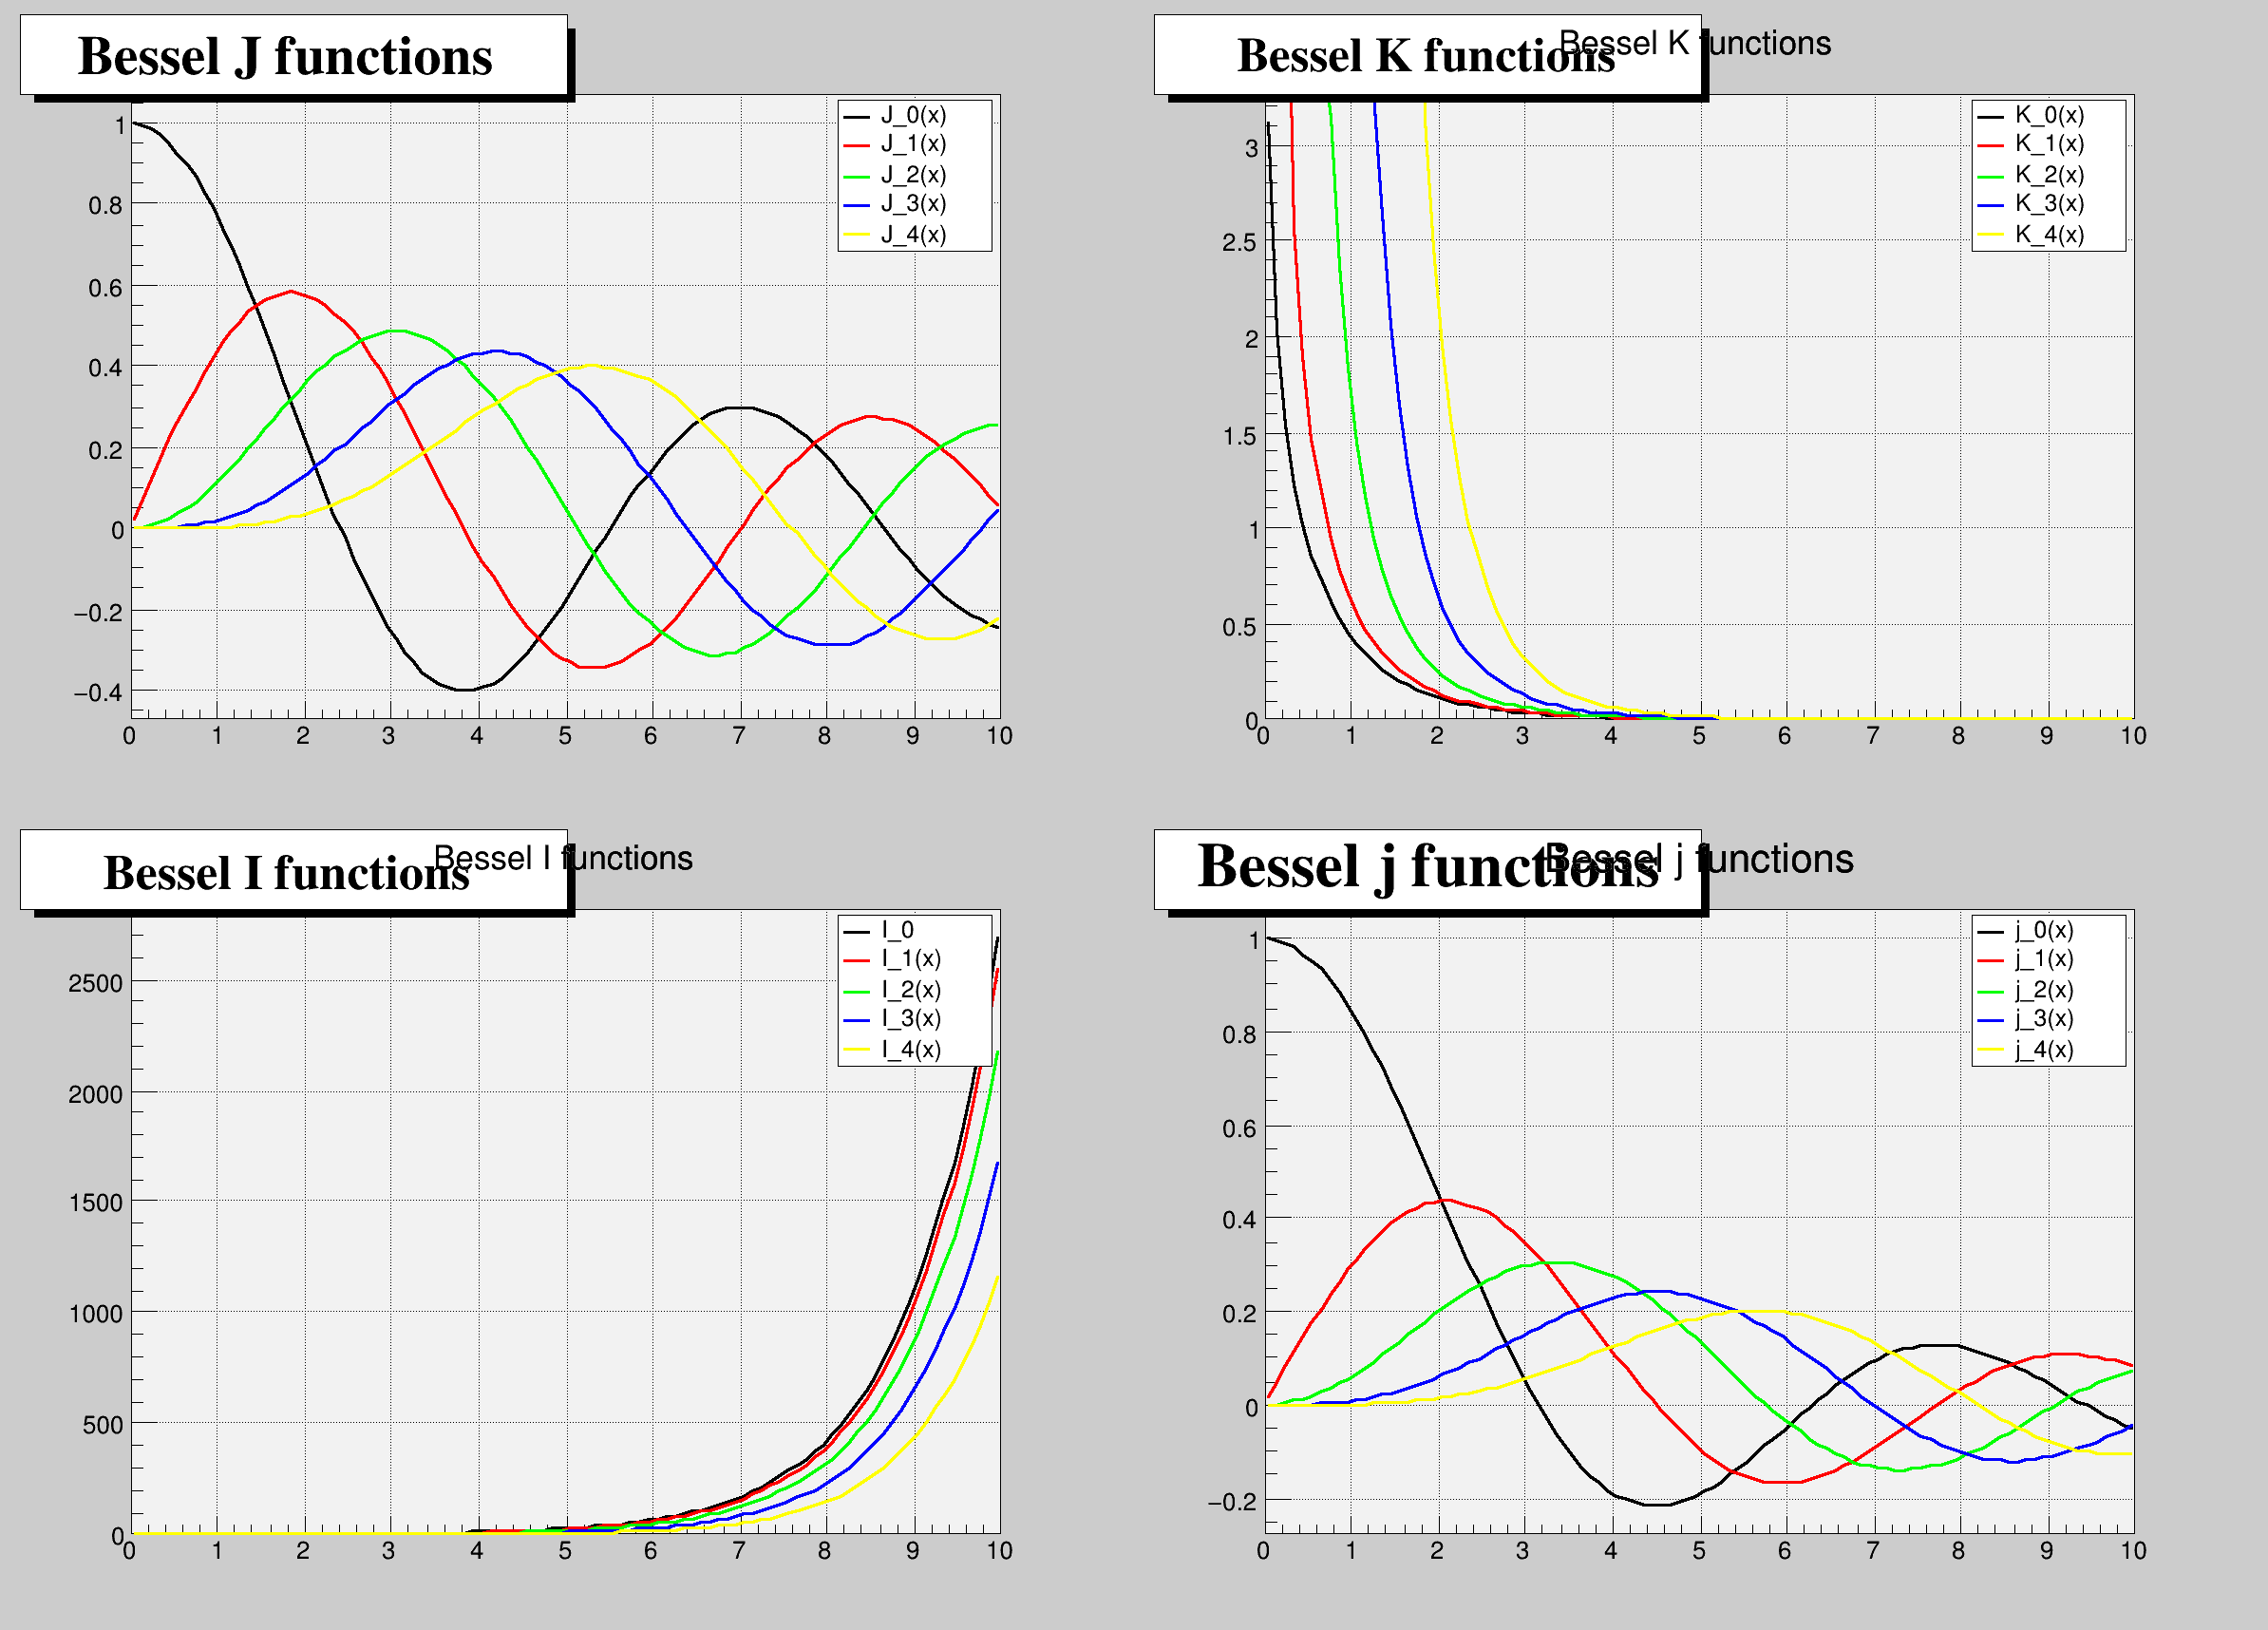 Bessel J functions
J_0(x)
J_1(x)
J_2(x)
J_3(x)
J_4(x)
1
0.8
0.6
0.4
0.2
0
−0.2
−0.4
0 1 2 3 4 5 6 7 8 9 10
Bessel K functions
Bessel K functions
K_0(x)
K_1(x)
K_2(x)
K_3(x)
K_4(x)
3
2.5
2
1.5
1
0.5
0
0 1 2 3 4 5 6 7 8 9 10
Bessel I functions
Bessel I functions
I_0
I_1(x)
I_2(x)
I_3(x)
I_4(x)
2500
2000
1500
1000
500
0
0 1 2 3 4 5 6 7 8 9 10
Bessel j functions
Bessel j functions
j_0(x)
j_1(x)
j_2(x)
j_3(x)
j_4(x)
1
0.8
0.6
0.4
0.2
0
−0.2
0 1 2 3 4 5 6 7 8 9 10